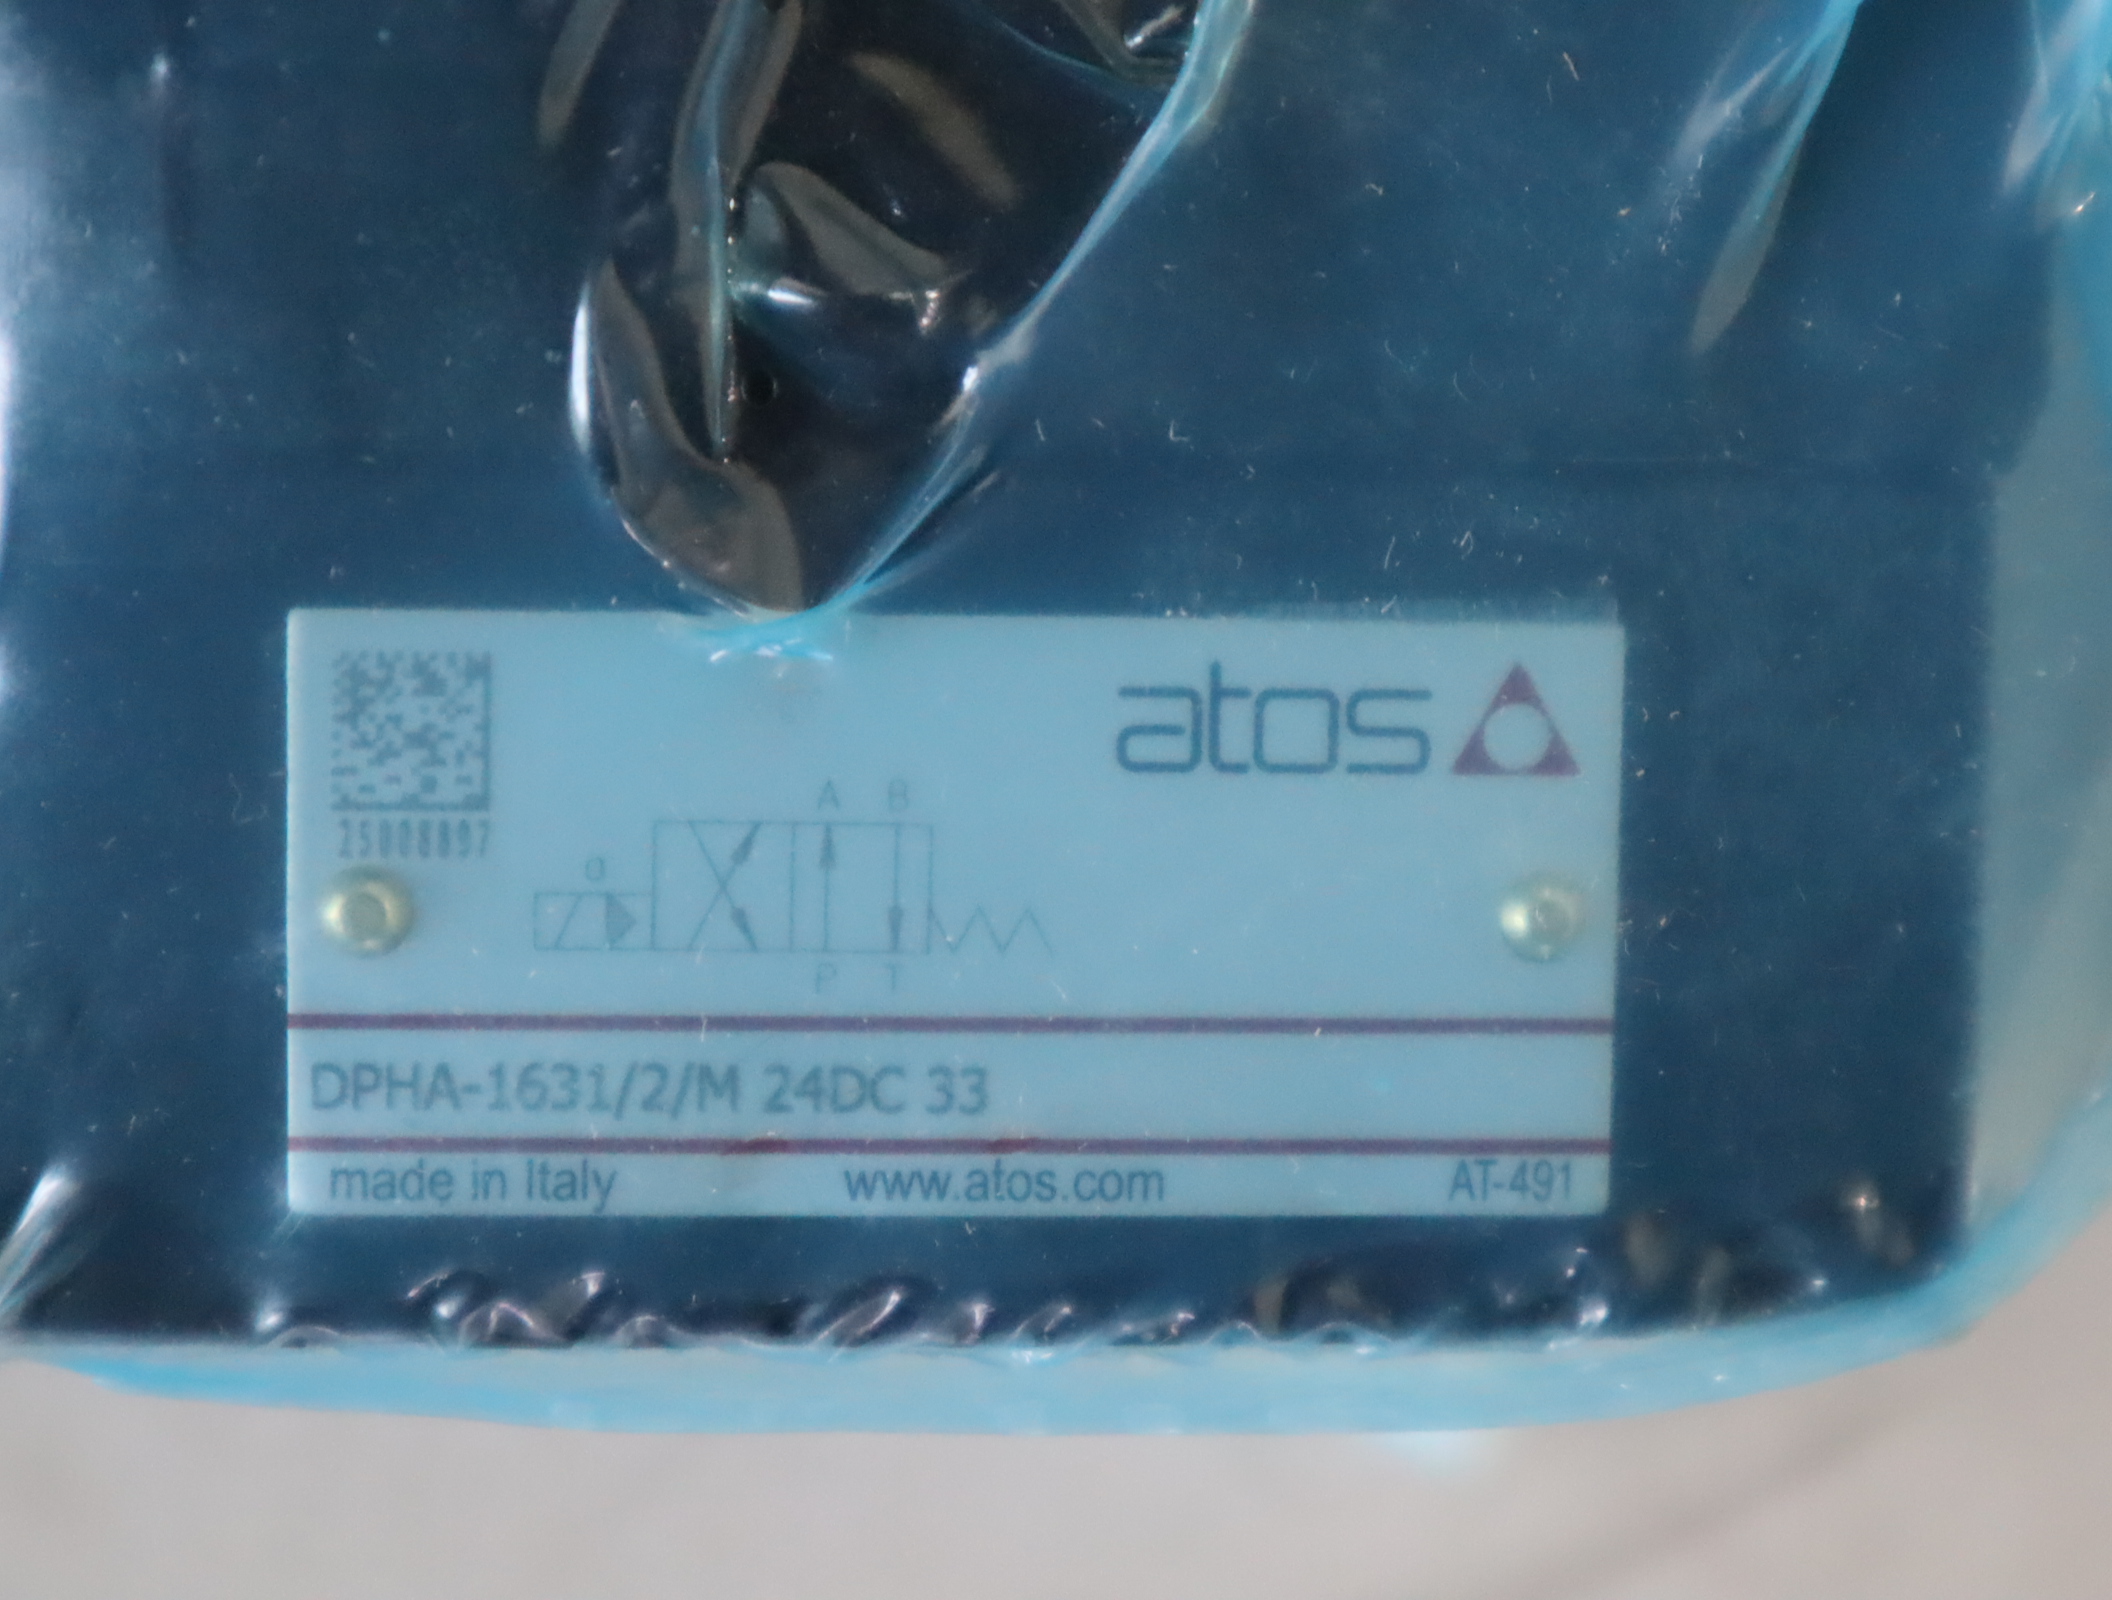 atos
25008897
A B
a
P T
DPHA-1631/2/M 24DC 33
made in Italy www.atos.com AT-491